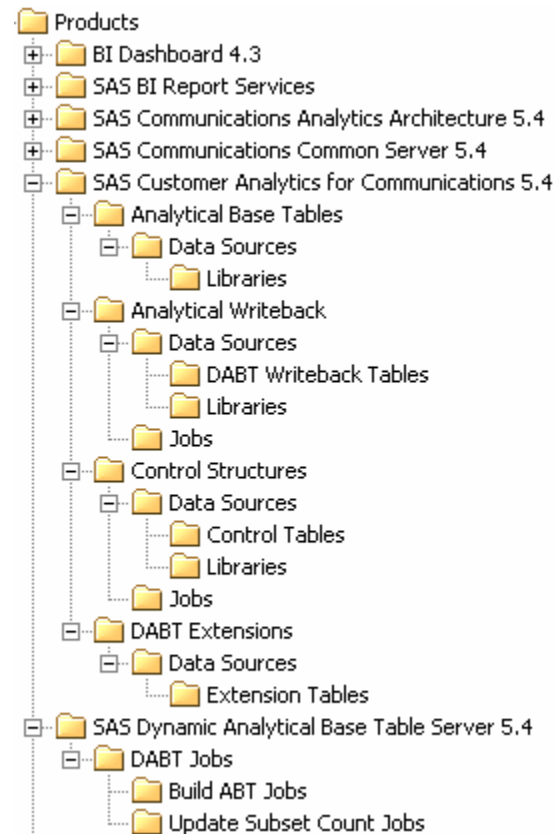 Products
BI Dashboard 4.3
SAS BI Report Services
SAS Communications Analytics Architecture 5.4
SAS Communications Common Server 5.4
SAS Customer Analytics for Communications 5.4
Analytical Base Tables
Data Sources
Libraries
Analytical Writeback
Data Sources
DABT Writeback Tables
Libraries
Jobs
Control Structures
Data Sources
Control Tables
Libraries
Jobs
DABT Extensions
Data Sources
Extension Tables
SAS Dynamic Analytical Base Table Server 5.4
DABT Jobs
Build ABT Jobs
Update Subset Count Jobs